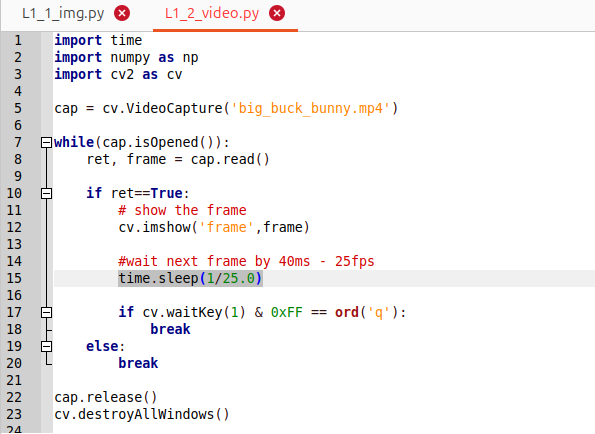 L1_1_img.py L1_2_video.py
1 import time
2 import numpy as np
3 import cv2 as cv
4
5 cap = cv.VideoCapture('big_buck_bunny.mp4')
6
7 while(cap.isOpened()):
8     ret, frame = cap.read()
9
10     if ret==True:
11         # show the frame
12         cv.imshow('frame',frame)
13
14         #wait next frame by 40ms - 25fps
15         time.sleep(1/25.0)
16
17         if cv.waitKey(1) & 0xFF == ord('q'):
18             break
19     else:
20         break
21
22 cap.release()
23 cv.destroyAllWindows()
24